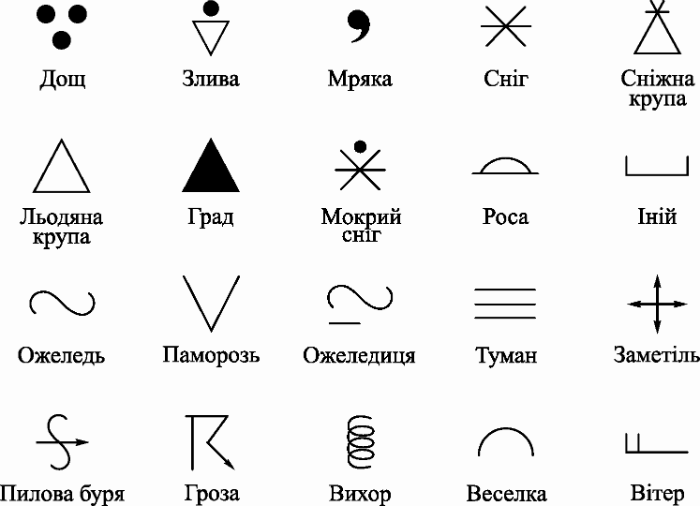 Дощ
Злива
Мряка
Сніг
Сніжна
крупа
Льодяна
крупа
Град
Мокрий
сніг
Роса
Іній
Ожеледь
Паморозь
Ожеледиця
Туман
Заметіль
Пилова буря
Гроза
Вихор
Веселка
Вітер